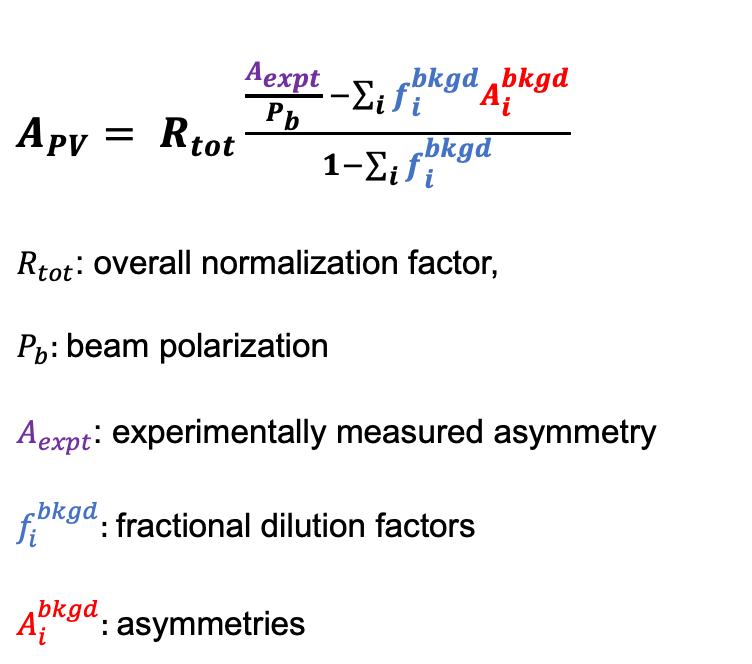 A_PV = R_tot (A_expt/P_b − Σ_i f_i^bkgd A_i^bkgd) / (1 − Σ_i f_i^bkgd)
R_tot: overall normalization factor,
P_b: beam polarization
A_expt: experimentally measured asymmetry
f_i^bkgd: fractional dilution factors
A_i^bkgd: asymmetries